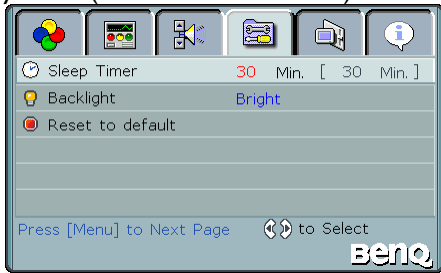 Sleep Timer 30 Min. [ 30 Min. ]
Backlight Bright
Reset to default
Press [Menu] to Next Page to Select
BenQ